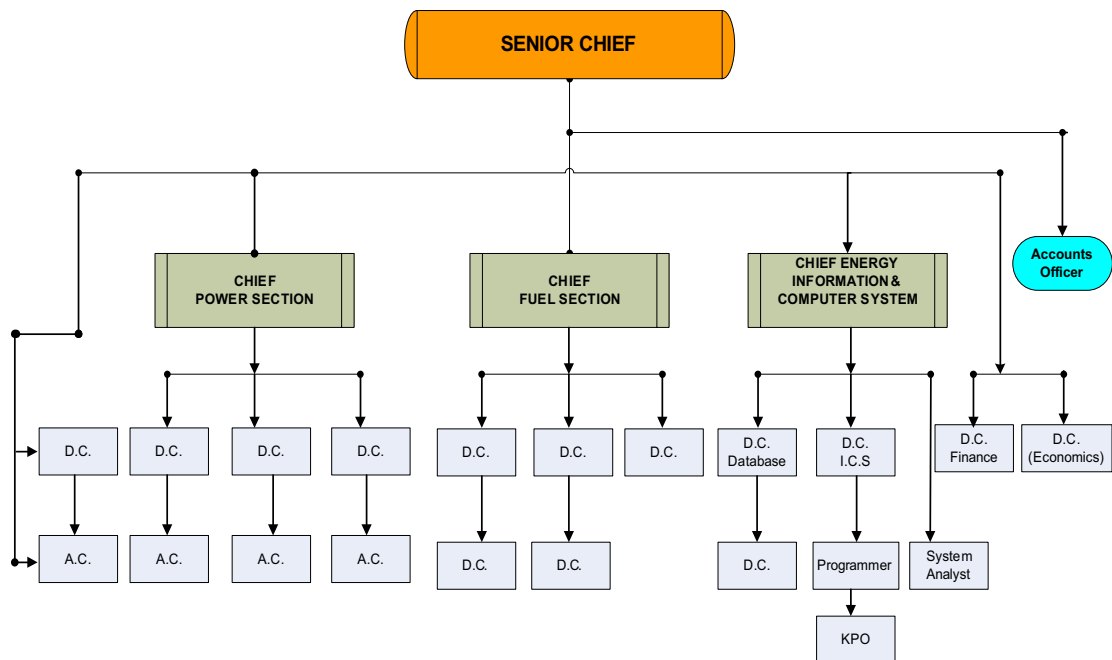 SENIOR CHIEF
Accounts
Officer
CHIEF
POWER SECTION
CHIEF
FUEL SECTION
CHIEF ENERGY
INFORMATION &
COMPUTER SYSTEM
D.C.
D.C.
D.C.
D.C.
D.C.
D.C.
D.C.
D.C.
Database
D.C.
I.C.S
D.C.
Finance
D.C.
(Economics)
A.C.
A.C.
A.C.
A.C.
D.C.
D.C.
D.C.
Programmer
System
Analyst
KPO